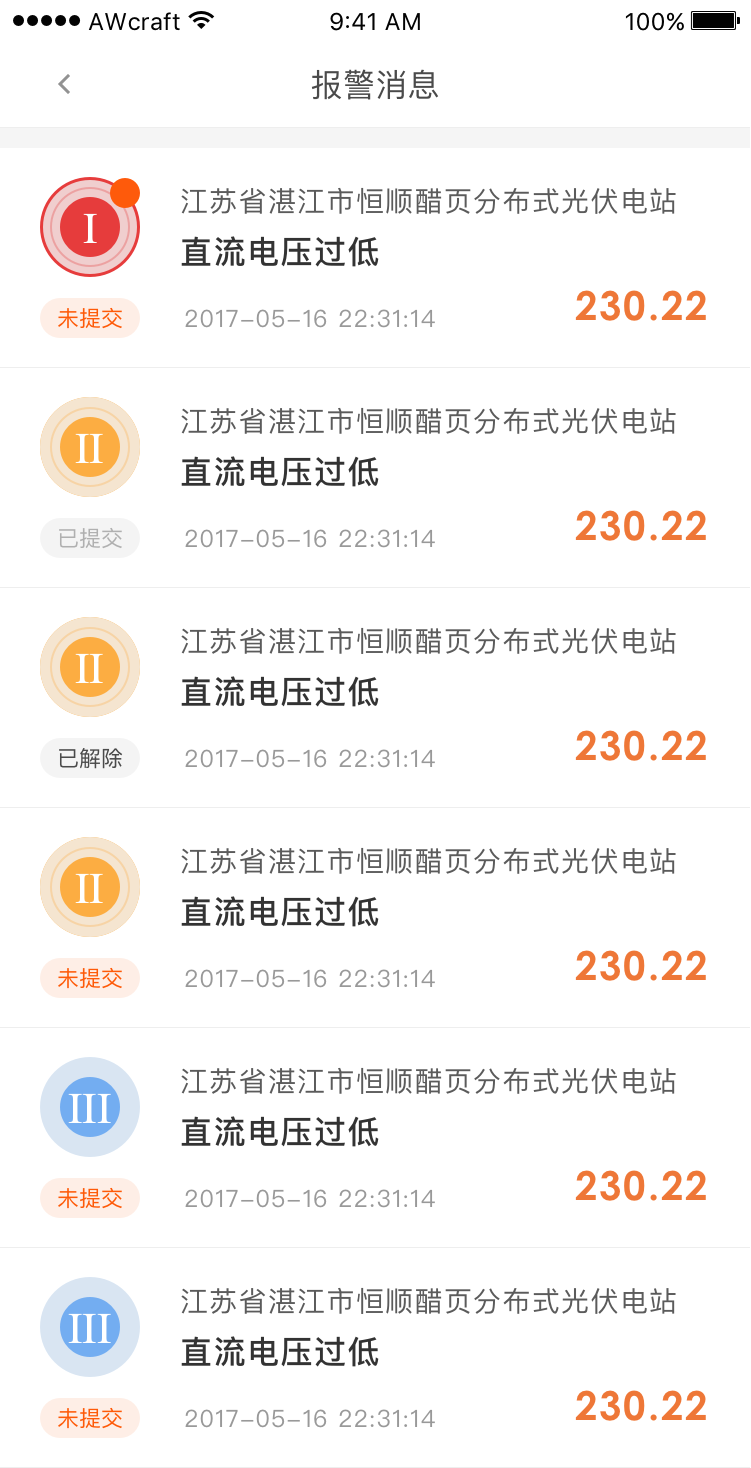 AWcraft 9:41 AM 100%
报警消息
I
江苏省湛江市恒顺醋页分布式光伏电站
直流电压过低
未提交
2017-05-16 22:31:14
230.22
II
江苏省湛江市恒顺醋页分布式光伏电站
直流电压过低
已提交
2017-05-16 22:31:14
230.22
II
江苏省湛江市恒顺醋页分布式光伏电站
直流电压过低
已解除
2017-05-16 22:31:14
230.22
II
江苏省湛江市恒顺醋页分布式光伏电站
直流电压过低
未提交
2017-05-16 22:31:14
230.22
III
江苏省湛江市恒顺醋页分布式光伏电站
直流电压过低
未提交
2017-05-16 22:31:14
230.22
III
江苏省湛江市恒顺醋页分布式光伏电站
直流电压过低
未提交
2017-05-16 22:31:14
230.22